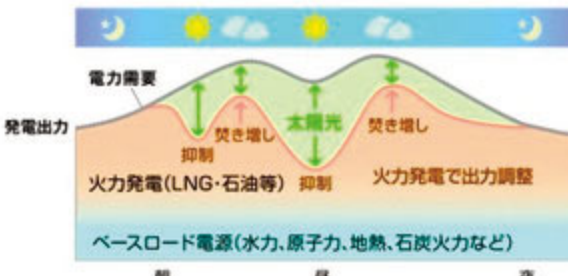 電力需要
発電出力
太陽光
焚き増し
焚き増し
抑制
抑制
火力発電(LNG・石油等)
火力発電で出力調整
ベースロード電源(水力、原子力、地熱、石炭火力など)